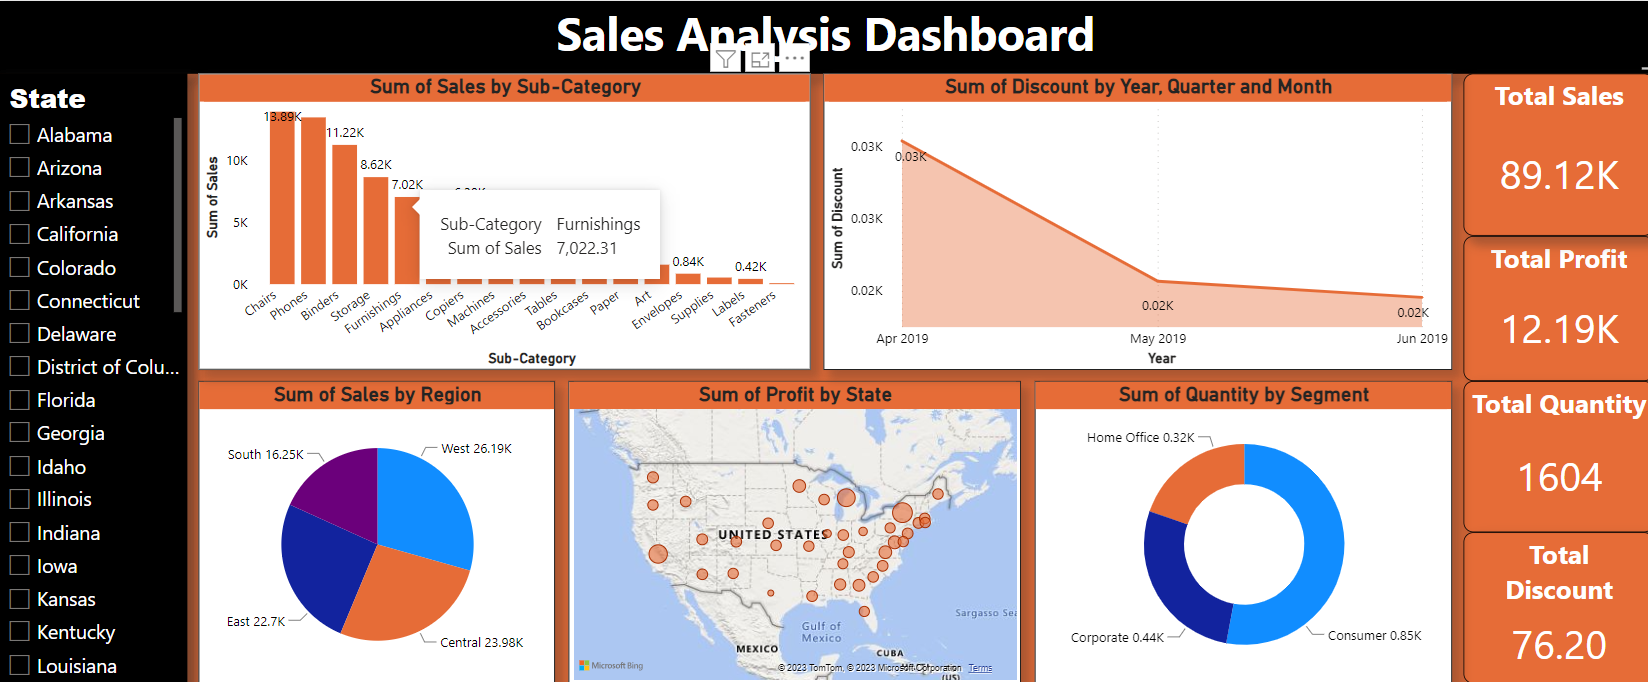 Sales Analysis Dashboard
State
Alabama
Arizona
Arkansas
California
Colorado
Connecticut
Delaware
District of Colu...
Florida
Georgia
Idaho
Illinois
Indiana
Iowa
Kansas
Kentucky
Louisiana
Sum of Sales by Sub-Category
Sum of Sales
10K
5K
0K
13.89K
11.22K
8.62K
7.02K
0.84K
0.42K
Sub-Category Furnishings
Sum of Sales 7,022.31
Chairs
Phones
Binders
Storage
Furnishings
Appliances
Copiers
Machines
Accessories
Tables
Bookcases
Paper
Art
Envelopes
Supplies
Labels
Fasteners
Sub-Category
Sum of Discount by Year, Quarter and Month
Sum of Discount
0.03K
0.03K
0.02K
0.03K
0.02K
0.02K
Apr 2019
May 2019
Jun 2019
Year
Total Sales
89.12K
Total Profit
12.19K
Total Quantity
1604
Total
Discount
76.20
Sum of Sales by Region
South 16.25K
West 26.19K
East 22.7K
Central 23.98K
Sum of Profit by State
UNITED STATES
Gulf of
Mexico
MEXICO
CUBA
Sargasso Sea
Microsoft Bing
© 2023 TomTom, © 2023 Microsoft Corporation Terms
(US)
Sum of Quantity by Segment
Home Office 0.32K
Corporate 0.44K
Consumer 0.85K